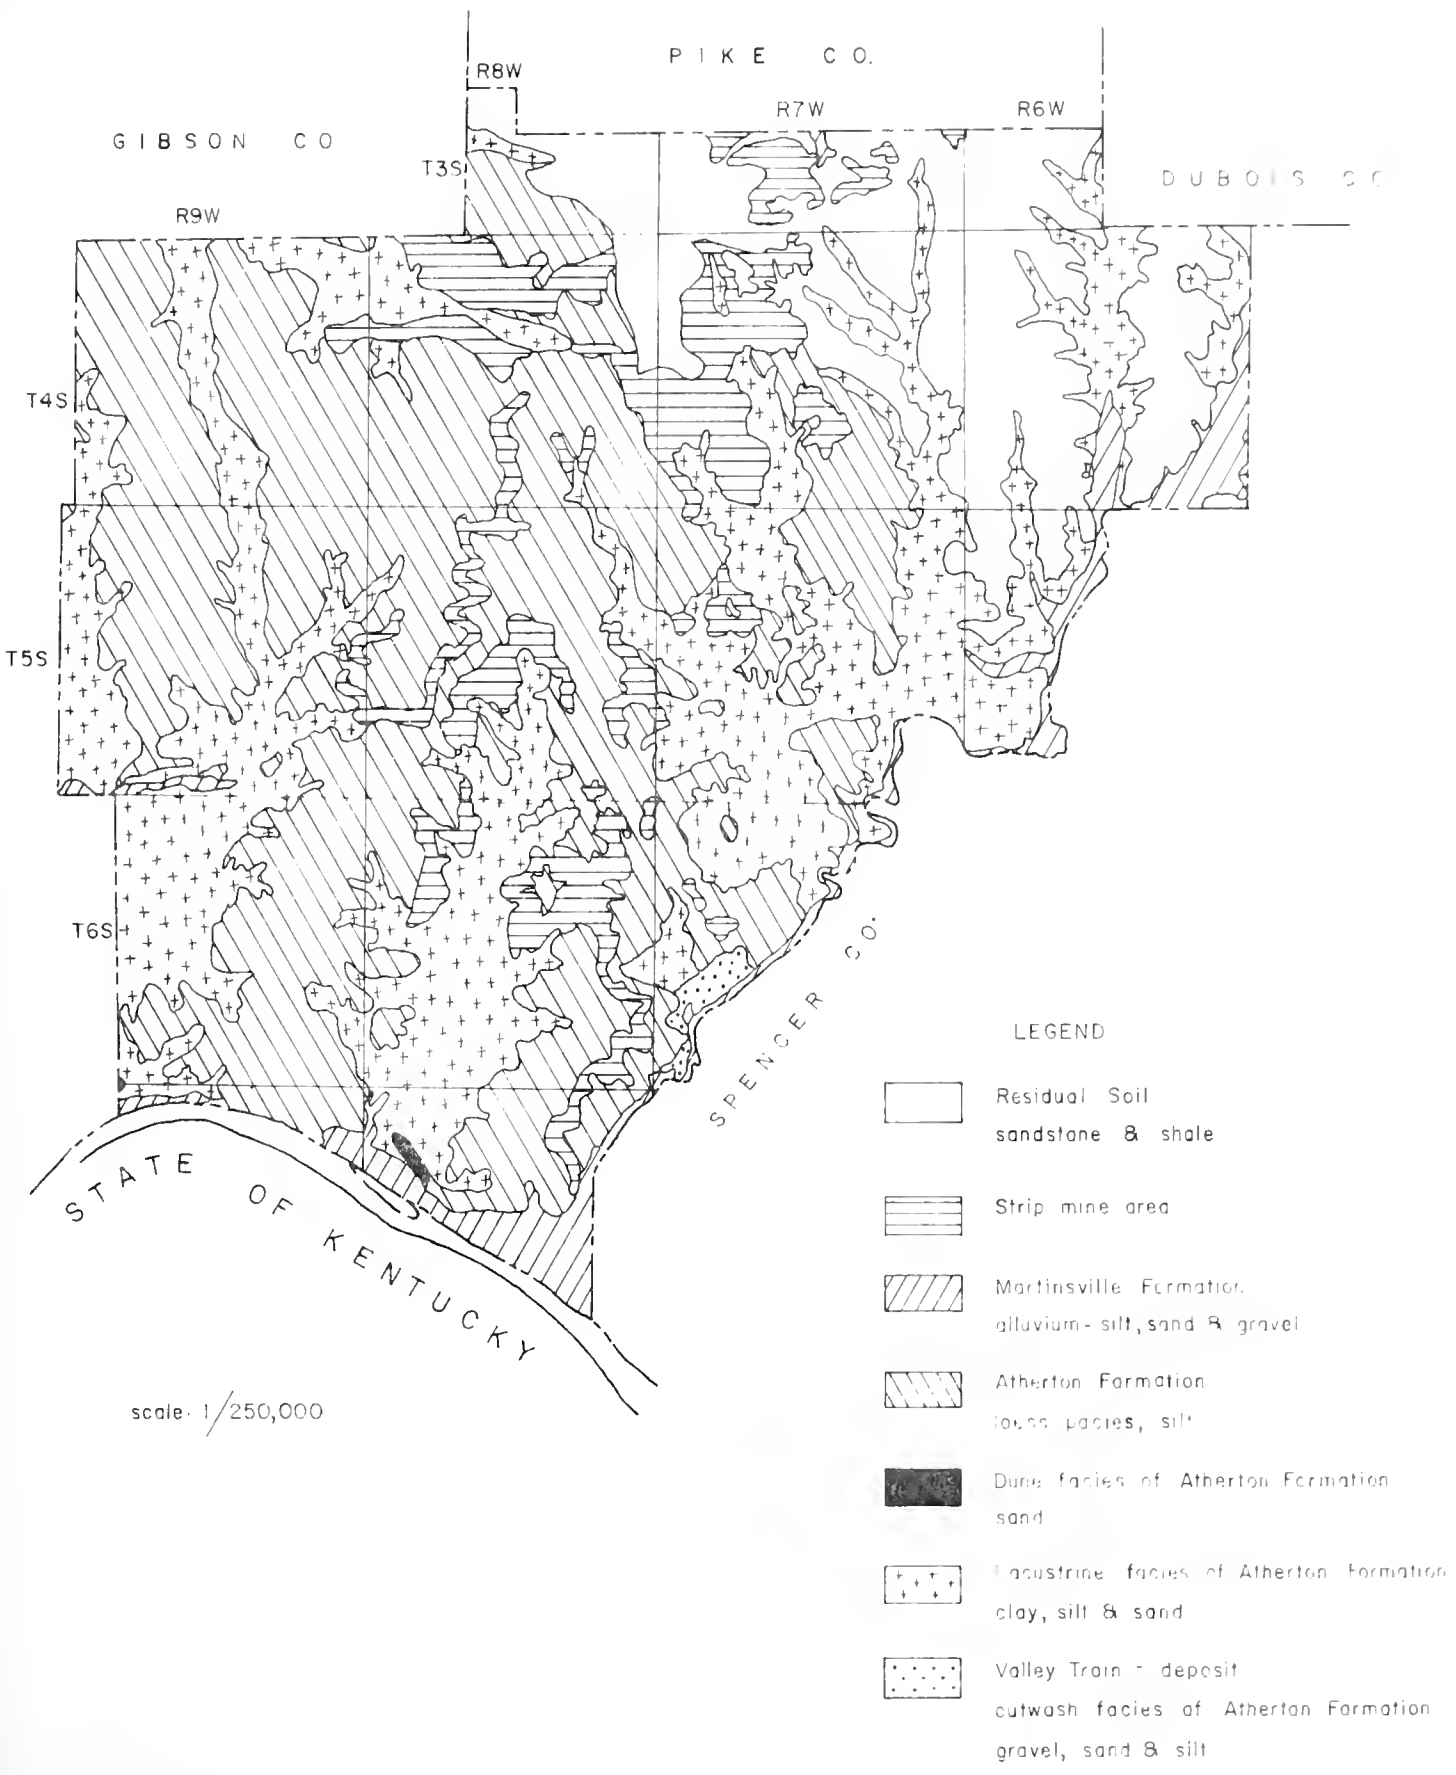 PIKE CO.
R8W
R7W
R6W
GIBSON CO
T3S
DUBOIS CO
R9W
T4S
T5S
T6S
SPENCER CO.
STATE OF KENTUCKY
scale 1/250,000
LEGEND
Residual Soil
sandstone & shale
Strip mine area
Martinsville Formation
alluvium - silt, sand & gravel
Atherton Formation
silt
Dune facies of Atherton Formation
sand
Lacustrine facies of Atherton Formation
clay, silt & sand
Valley Train - deposit
outwash facies of Atherton Formation
gravel, sand & silt